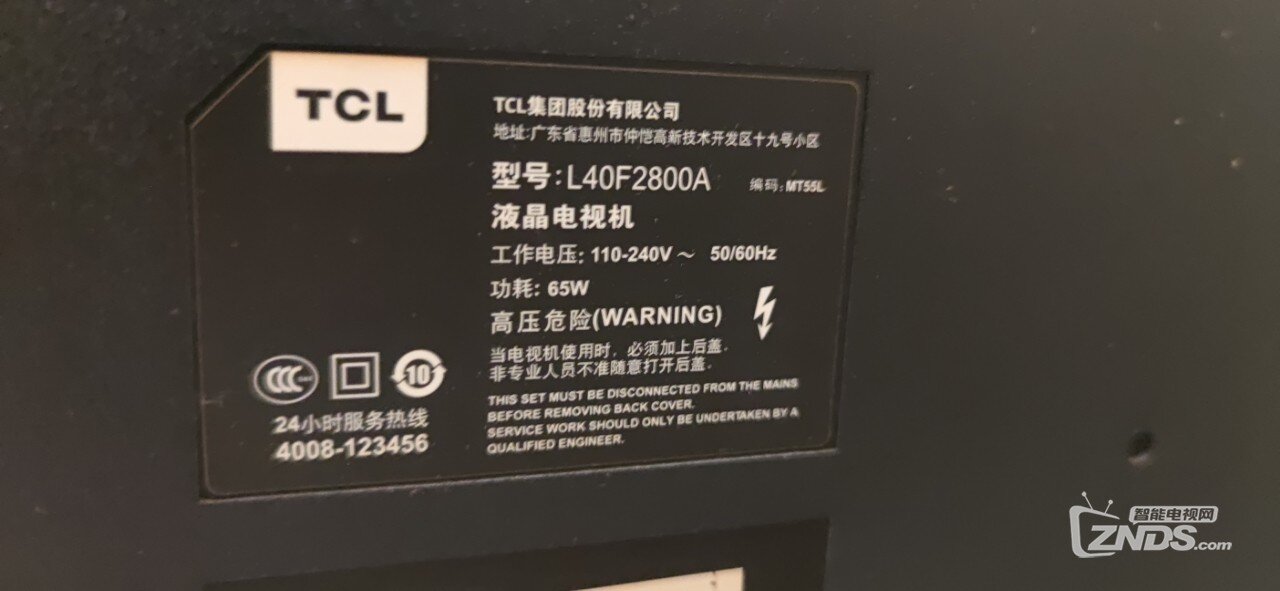 TCL
TCL集团股份有限公司
地址:广东省惠州市仲恺高新技术开发区十九号小区
型号:L40F2800A 编码:MT55L
液晶电视机
工作电压: 110-240V～ 50/60Hz
功耗: 65W
高压危险(WARNING)
当电视机使用时, 必须加上后盖.
非专业人员不准随意打开后盖.
THIS SET MUST BE DISCONNECTED FROM THE MAINS
BEFORE REMOVING BACK COVER.
SERVICE WORK SHOULD ONLY BE UNDERTAKEN BY A
QUALIFIED ENGINEER.
CCC
10
24小时服务热线
4008-123456
智能电视网
ZNDS.com